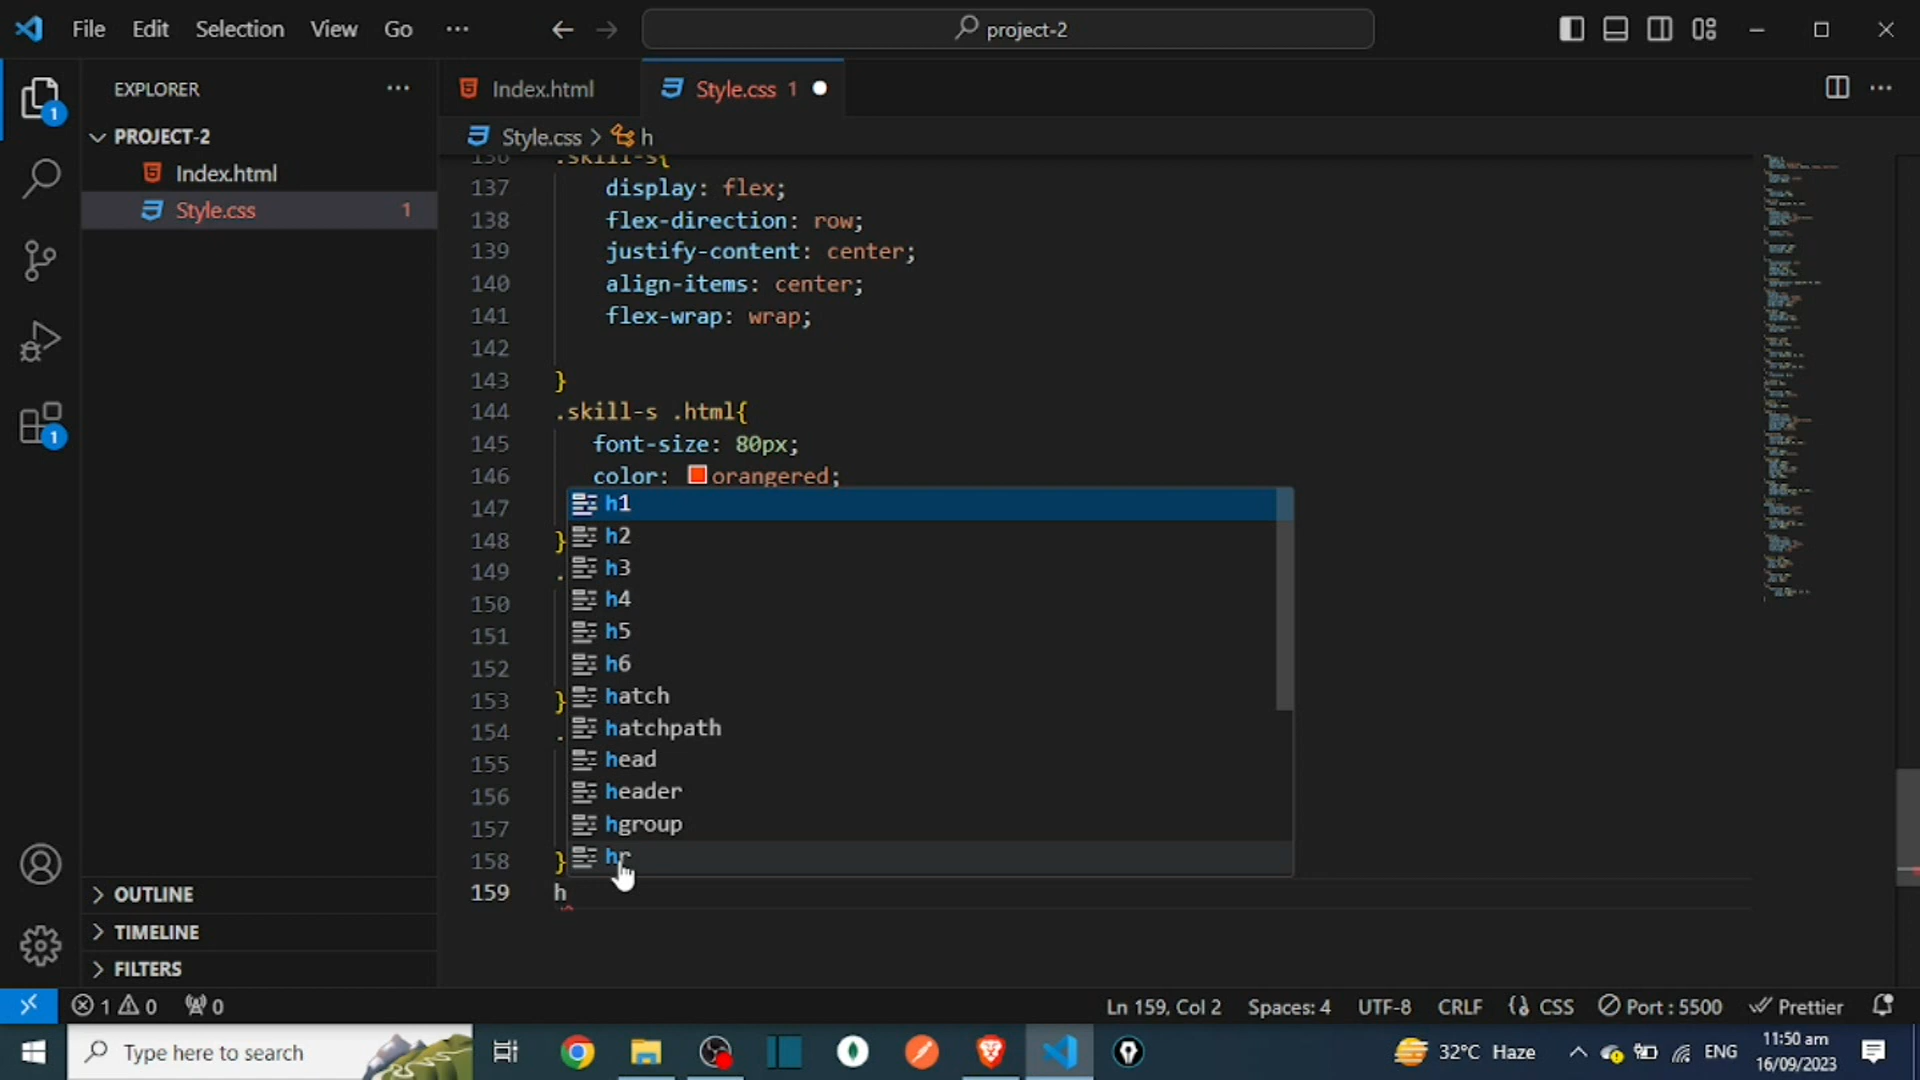 File Edit Selection View Go ··· project-2
EXPLORER ···
PROJECT-2
Index.html
Style.css 1
OUTLINE
TIMELINE
FILTERS
Index.html Style.css 1
Style.css > h
136 .skill-s{
137 display: flex;
138 flex-direction: row;
139 justify-content: center;
140 align-items: center;
141 flex-wrap: wrap;
142
143 }
144 .skill-s .html{
145 font-size: 80px;
146 color: orangered;
147
148 }
149 .
150
151
152
153 }
154 .
155
156
157
158 }
159 h
h1
h2
h3
h4
h5
h6
hatch
hatchpath
head
header
hgroup
hr
1 0 0 Ln 159, Col 2 Spaces: 4 UTF-8 CRLF CSS Port : 5500 Prettier
Type here to search 32°C Haze ENG 11:50 am
16/09/2023